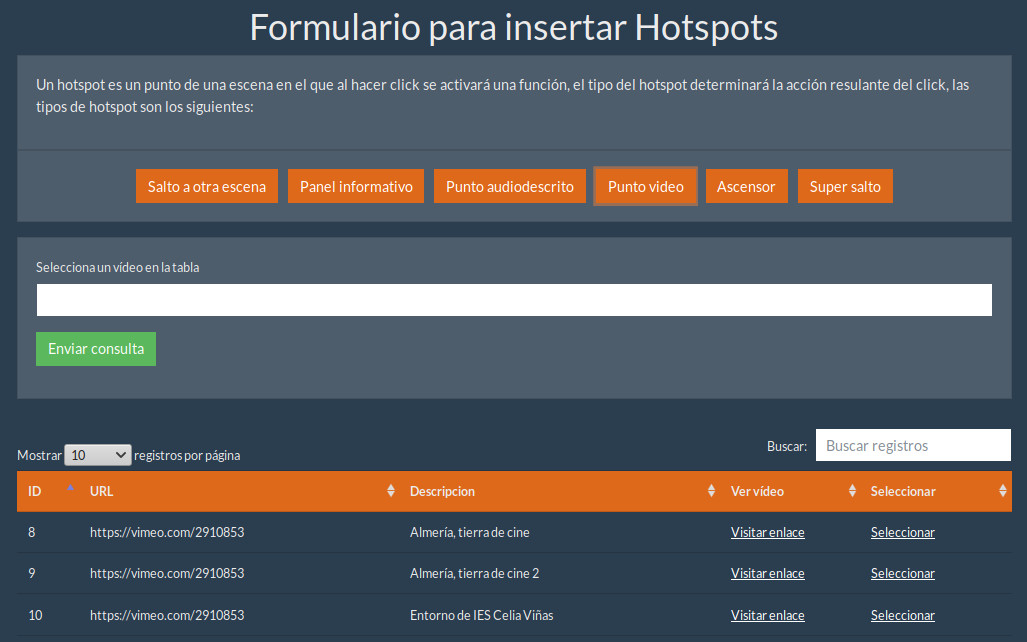 Formulario para insertar Hotspots
Un hotspot es un punto de una escena en el que al hacer click se activará una función, el tipo del hotspot determinará la acción resulante del click, las
tipos de hotspot son los siguientes:
Salto a otra escena Panel informativo Punto audiodescrito Punto video Ascensor Super salto
Selecciona un vídeo en la tabla
Enviar consulta
Mostrar 10 registros por página Buscar: Buscar registros
ID URL Descripcion Ver vídeo Seleccionar
8 https://vimeo.com/2910853 Almería, tierra de cine Visitar enlace Seleccionar
9 https://vimeo.com/2910853 Almería, tierra de cine 2 Visitar enlace Seleccionar
10 https://vimeo.com/2910853 Entorno de IES Celia Viñas Visitar enlace Seleccionar